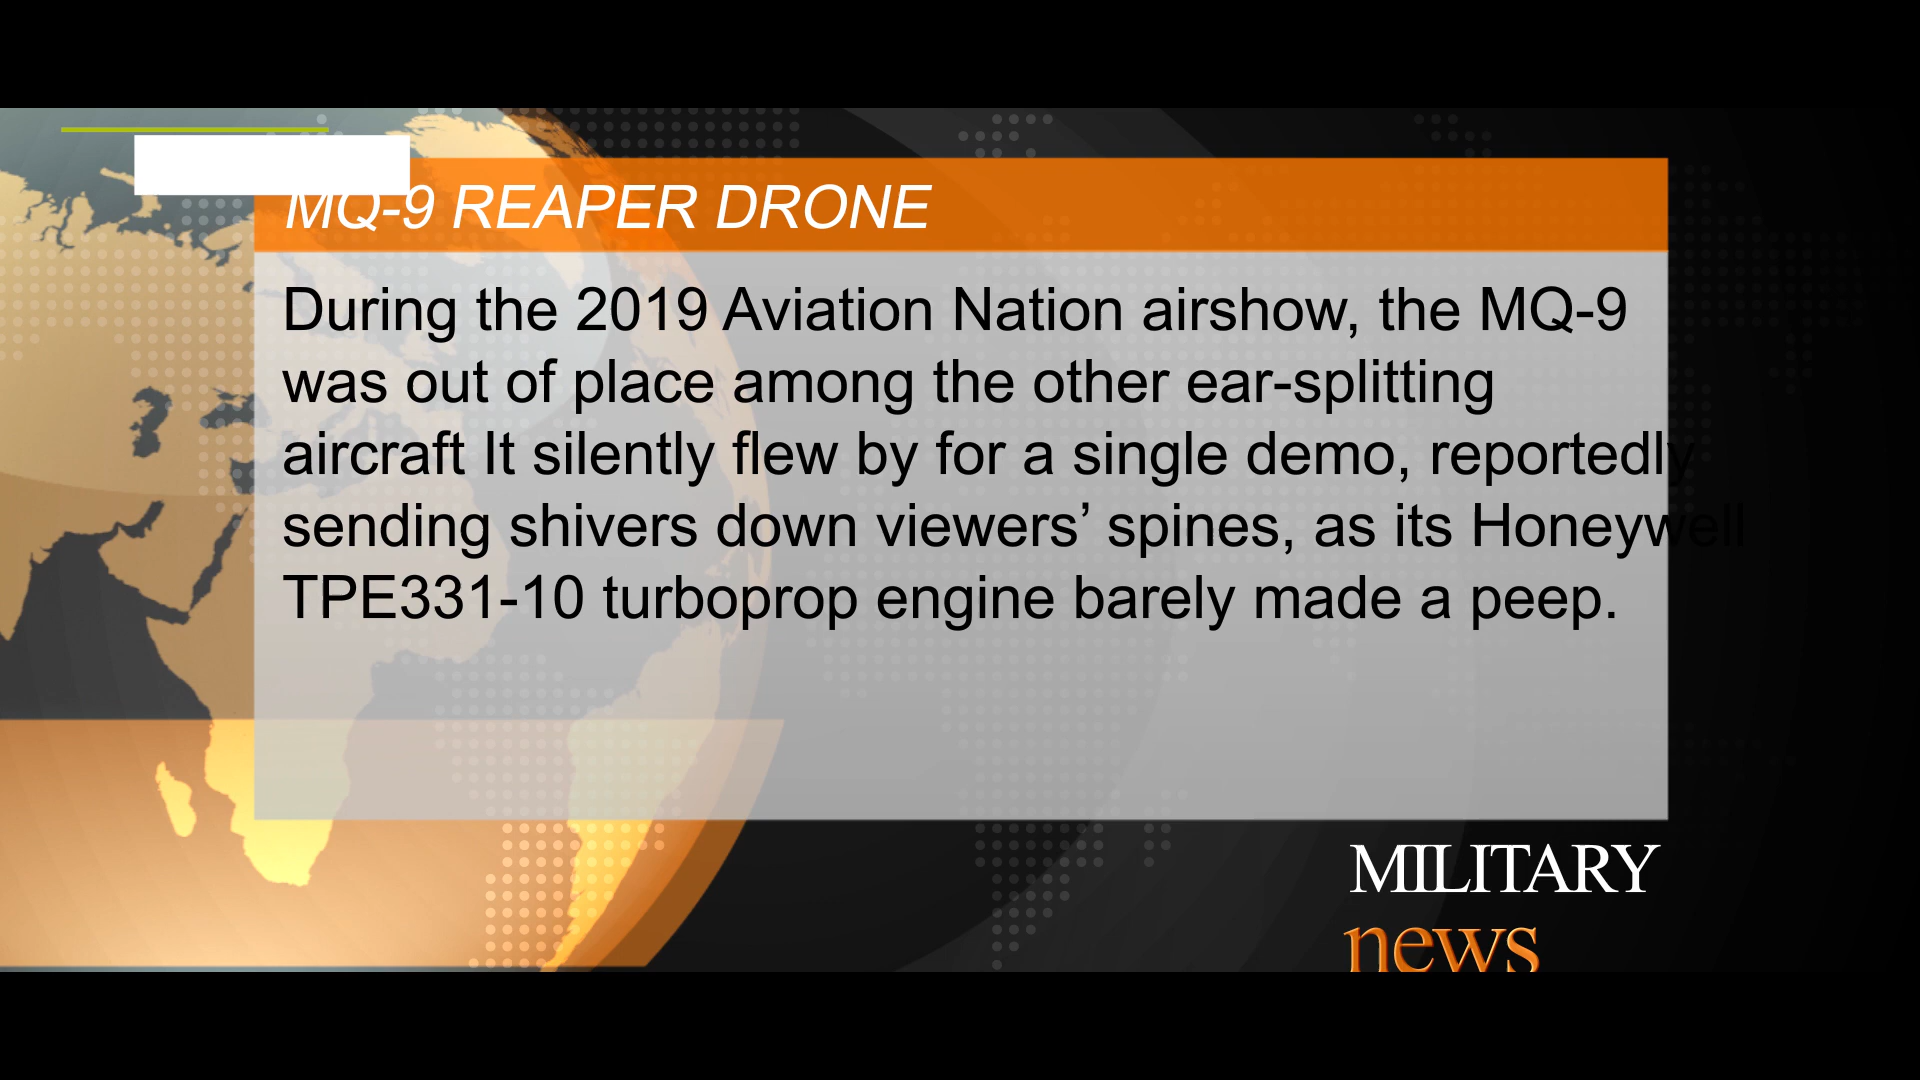 MQ-9 REAPER DRONE
During the 2019 Aviation Nation airshow, the MQ-9
was out of place among the other ear-splitting
aircraft It silently flew by for a single demo, reportedly
sending shivers down viewers’ spines, as its Honeywell
TPE331-10 turboprop engine barely made a peep.
MILITARY
news